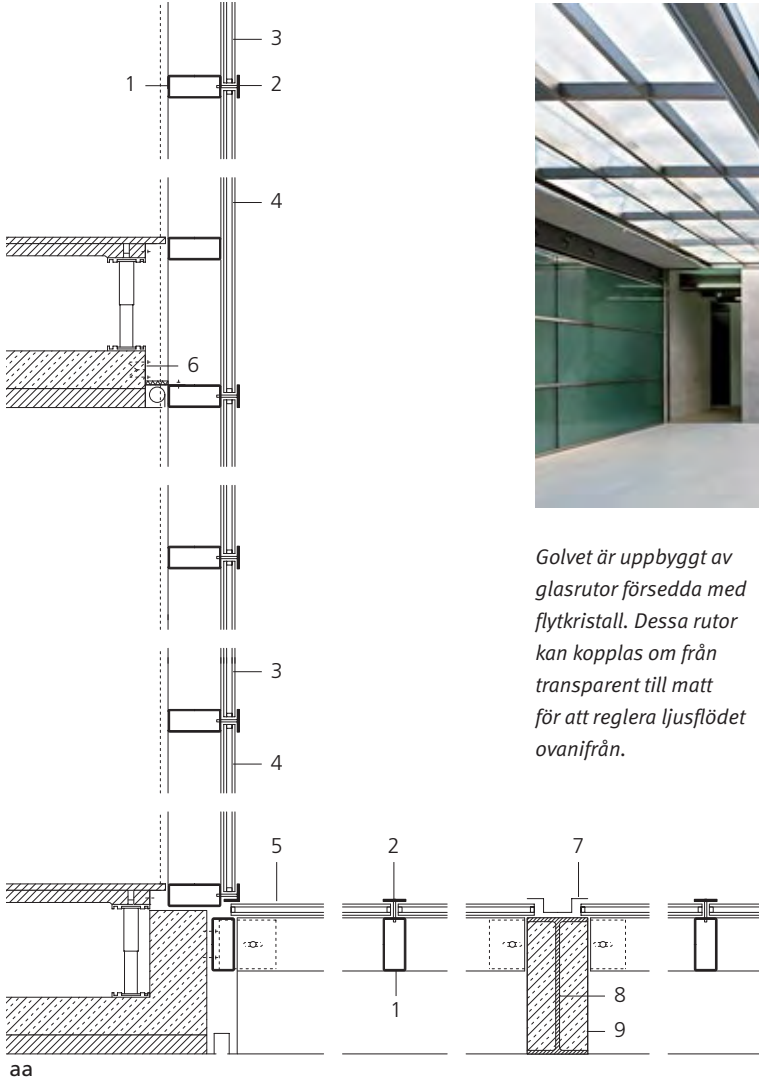 3
1
2
4
6
3
4
5
2
7
1
8
9
aa
Golvet är uppbyggt av
glasrutor försedda med
flytkristall. Dessa rutor
kan kopplas om från
transparent till matt
för att reglera ljusflödet
ovanifrån.